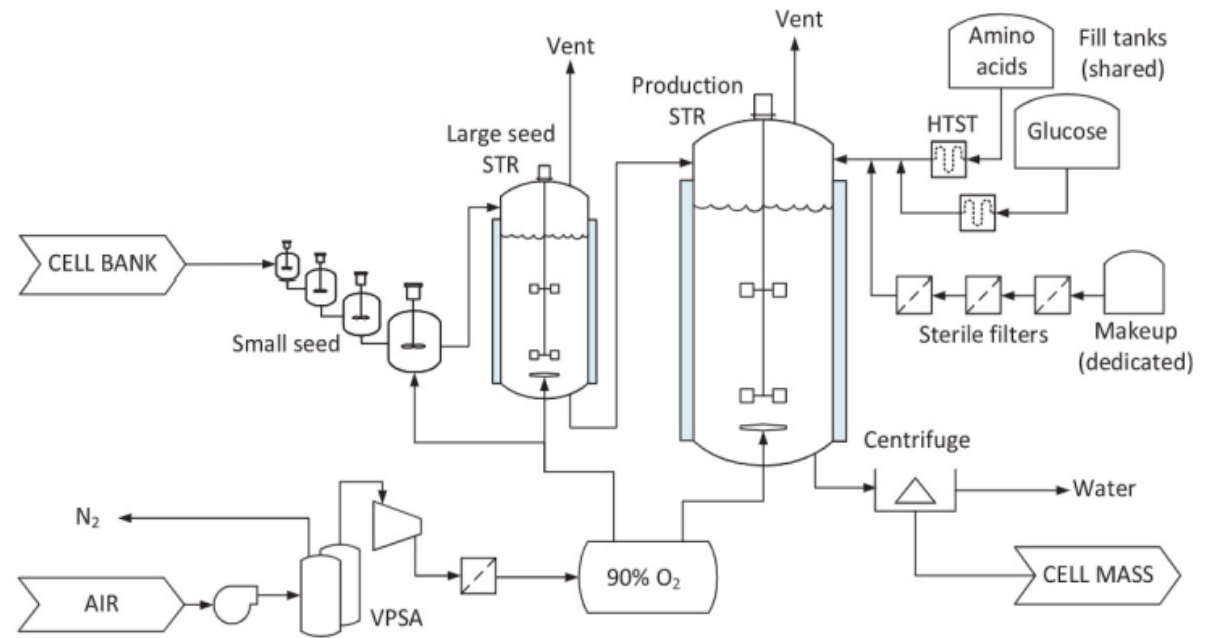 Vent
Vent
Amino
acids
Fill tanks
(shared)
Production
STR
Large seed
STR
HTST
Glucose
CELL BANK
Small seed
Sterile filters
Makeup
(dedicated)
Centrifuge
Water
N₂
AIR
VPSA
90% O₂
CELL MASS